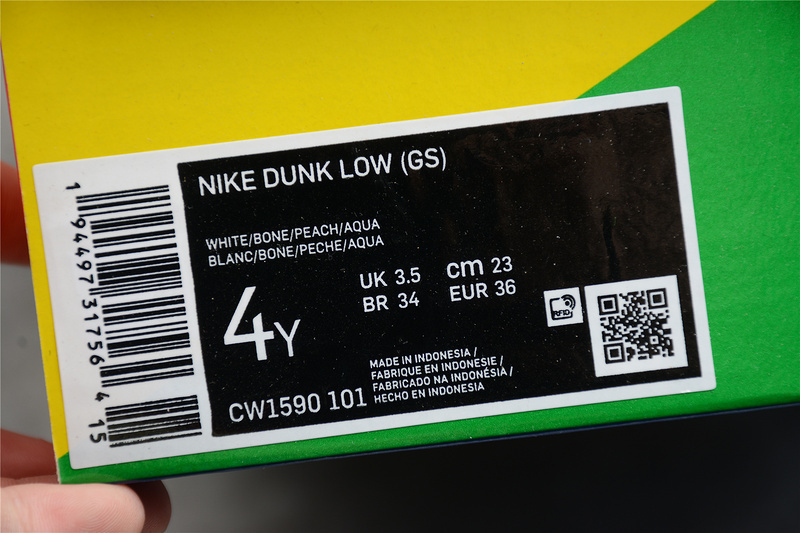 NIKE DUNK LOW (GS)
WHITE/BONE/PEACH/AQUA
BLANC/BONE/PECHE/AQUA
4Y
UK 3.5 cm 23
BR 34 EUR 36
RFID
MADE IN INDONESIA /
FABRIQUE EN INDONESIE /
FABRICADO NA INDONÉSIA /
HECHO EN INDONESIA
CW1590 101
1 94497 31756 4 15